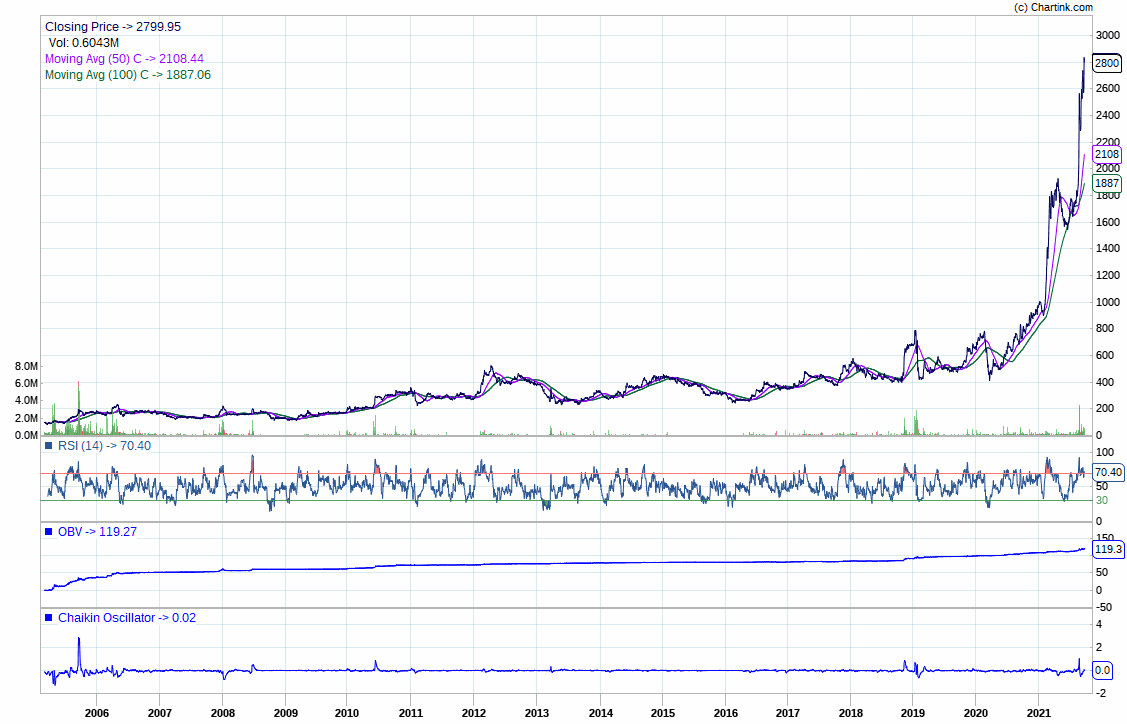 (c) Chartink.com
Closing Price -> 2799.95
Vol: 0.6043M
Moving Avg (50) C -> 2108.44
Moving Avg (100) C -> 1887.06
3000
2800
2600
2400
2200
2108
2000
1887
1800
1600
1400
1200
1000
800
600
400
200
0
8.0M
6.0M
4.0M
2.0M
0.0M
RSI (14) -> 70.40
100
70.40
50
30
0
OBV -> 119.27
150
119.3
50
0
-50
Chaikin Oscillator -> 0.02
4
2
0.0
-2
2006 2007 2008 2009 2010 2011 2012 2013 2014 2015 2016 2017 2018 2019 2020 2021